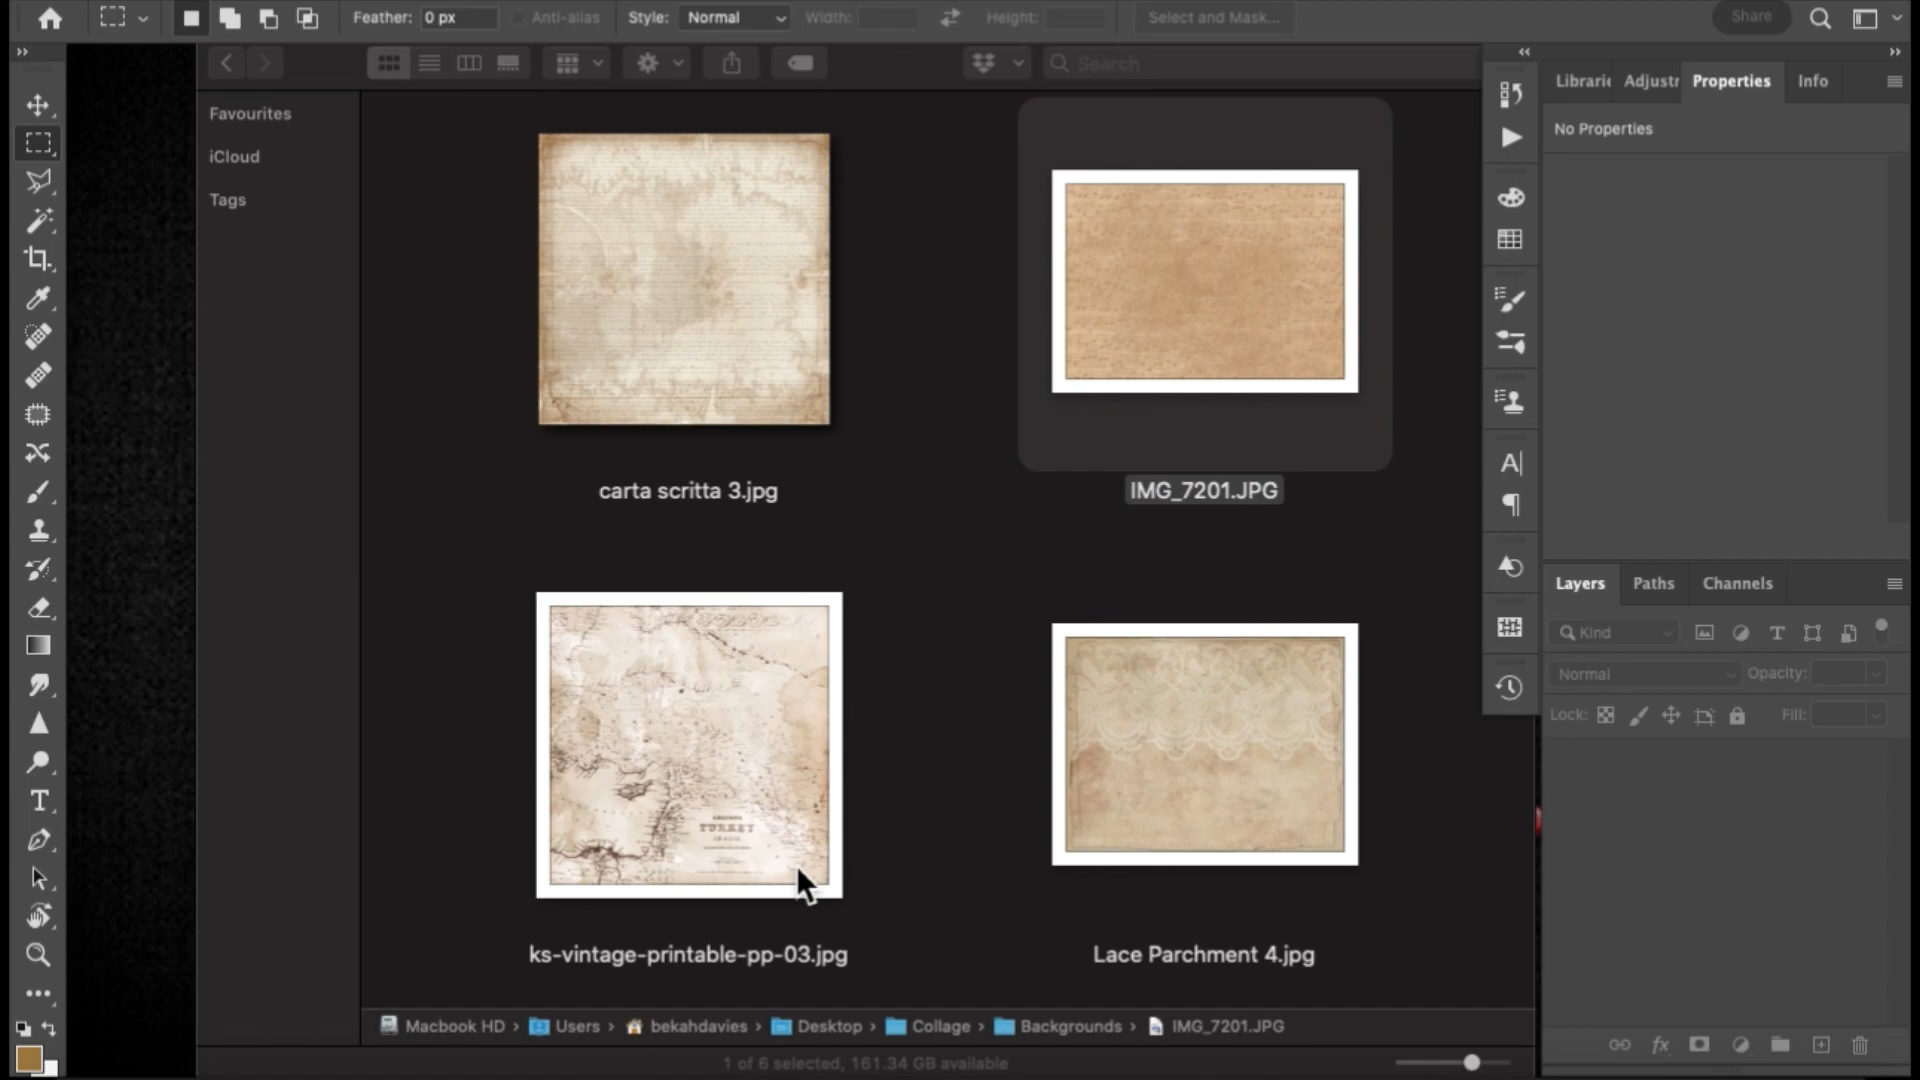 Feather: 0 px Anti-alias Style: Normal Width: Height: Select and Mask... Share
Search
Favourites
iCloud
Tags
carta scritta 3.jpg
IMG_7201.JPG
TURKEY
ks-vintage-printable-pp-03.jpg
Lace Parchment 4.jpg
Macbook HD › Users › bekahdavies › Desktop › Collage › Backgrounds › IMG_7201.JPG
1 of 6 selected, 161.34 GB available
Librarie Adjustr Properties Info
No Properties
Layers Paths Channels
Kind
Normal Opacity:
Lock: Fill: